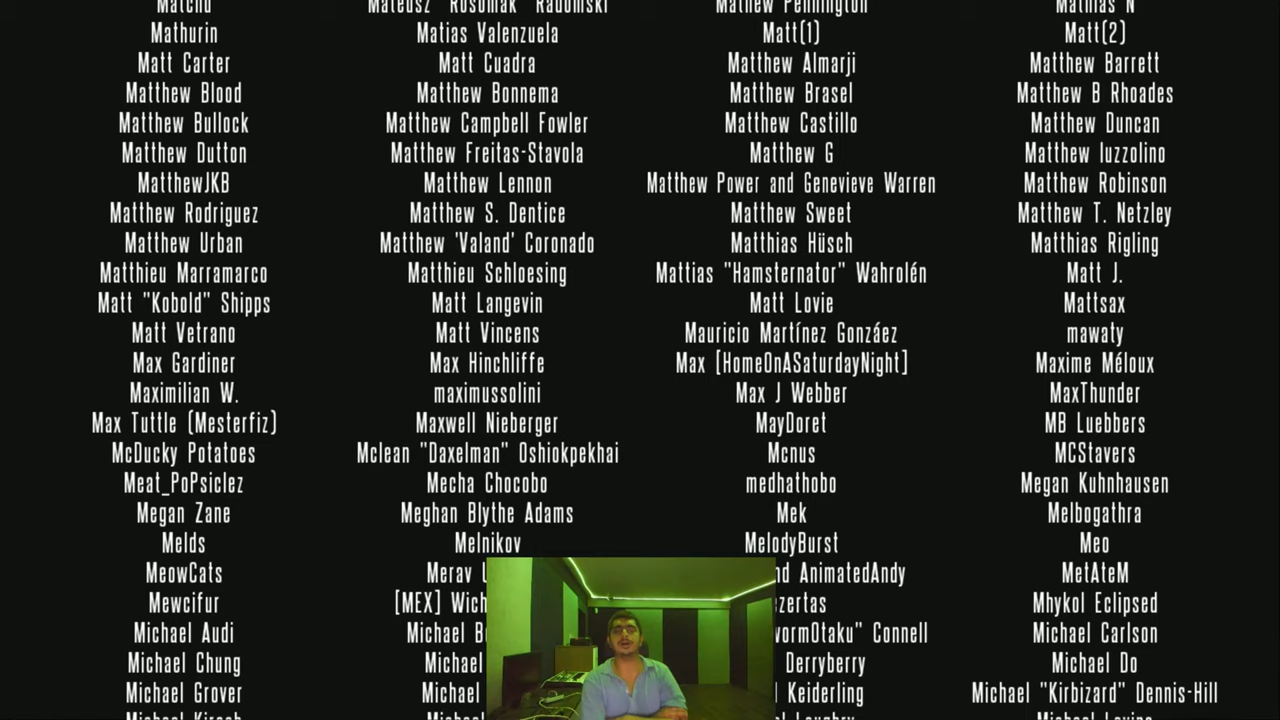 Mathurin Matias Valenzuela Matt(1) Matt(2)
Matt Carter Matt Cuadra Matthew Almarji Matthew Barrett
Matthew Blood Matthew Bonnema Matthew Brasel Matthew B Rhoades
Matthew Bullock Matthew Campbell Fowler Matthew Castillo Matthew Duncan
Matthew Dutton Matthew Freitas-Stavola Matthew G Matthew Iuzzolino
MatthewJKB Matthew Lennon Matthew Power and Genevieve Warren Matthew Robinson
Matthew Rodriguez Matthew S. Dentice Matthew Sweet Matthew T. Netzley
Matthew Urban Matthew 'Valand' Coronado Matthias Hüsch Matthias Rigling
Matthieu Marramarco Matthieu Schloesing Mattias "Hamsternator" Wahrolén Matt J.
Matt "Kobold" Shipps Matt Langevin Matt Lovie Mattsax
Matt Vetrano Matt Vincens Mauricio Martínez Gonzáez mawaty
Max Gardiner Max Hinchliffe Max [HomeOnASaturdayNight] Maxime Méloux
Maximilian W. maximussolini Max J Webber MaxThunder
Max Tuttle (Mesterfiz) Maxwell Nieberger MayDoret MB Luebbers
McDucky Potatoes Mclean "Daxelman" Oshiokpekhai Mcnus MCStavers
Meat_PoPsiclez Mecha Chocobo medhathobo Megan Kuhnhausen
Megan Zane Meghan Blythe Adams Mek Melbogathra
Melds Melnikov MelodyBurst Meo
MeowCats Merav AnimatedAndy MetAteM
Mewcifur [MEX] Mhykol Eclipsed
Michael Audi Michael Connell Michael Carlson
Michael Chung Michael Derryberry Michael Do
Michael Grover Michael Keiderling Michael "Kirbizard" Dennis-Hill